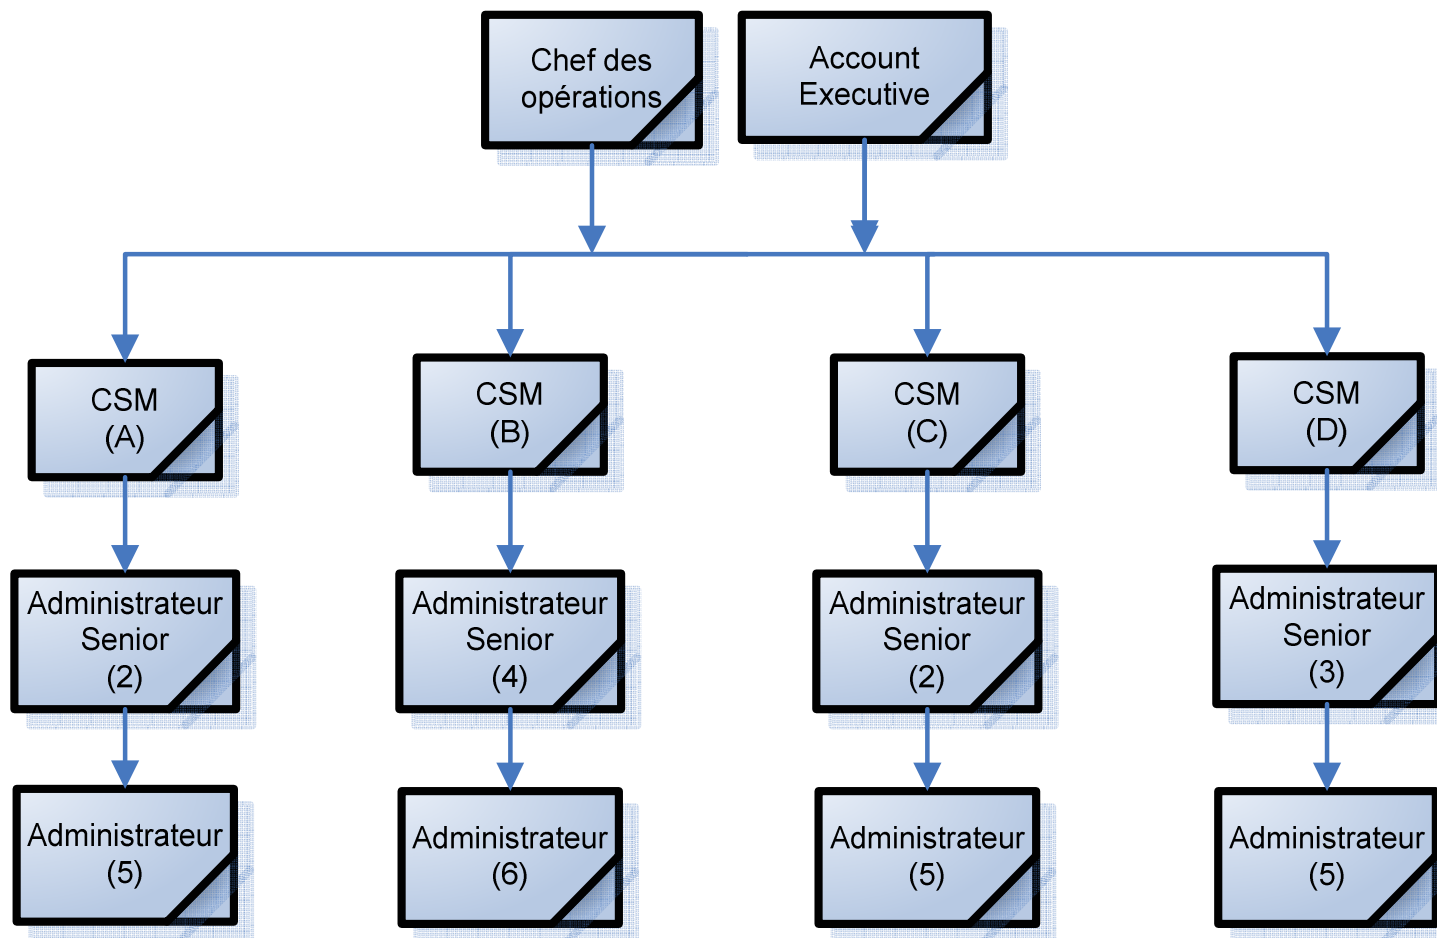 Chef des
opérations
Account
Executive
CSM
(A)
CSM
(B)
CSM
(C)
CSM
(D)
Administrateur
Senior
(2)
Administrateur
Senior
(4)
Administrateur
Senior
(2)
Administrateur
Senior
(3)
Administrateur
(5)
Administrateur
(6)
Administrateur
(5)
Administrateur
(5)